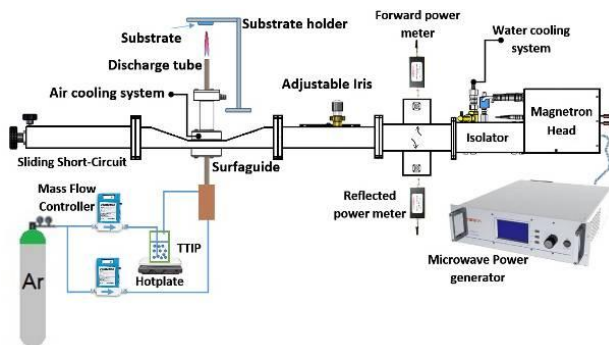 Substrate holder
Substrate
Discharge tube
Air cooling system
Forward power
meter
Water cooling
system
Adjustable Iris
Magnetron
Head
Isolator
Sliding Short-Circuit
Surfaguide
Reflected
power meter
Mass Flow
Controller
TTIP
Hotplate
Ar
Microwave Power
generator